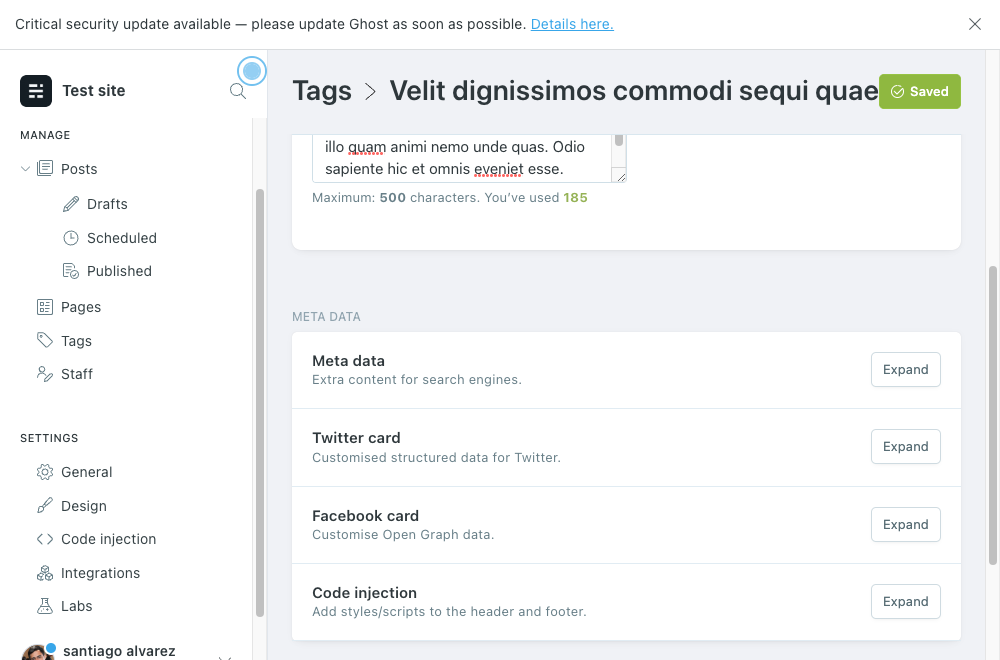 Critical security update available — please update Ghost as soon as possible. Details here.
Test site
Tags > Velit dignissimos commodi sequi quae
Saved
MANAGE
Posts
Drafts
Scheduled
Published
Pages
Tags
Staff
SETTINGS
General
Design
Code injection
Integrations
Labs
santiago alvarez
illo quam animi nemo unde quas. Odio
sapiente hic et omnis eveniet esse.
Maximum: 500 characters. You’ve used 185
META DATA
Meta data
Extra content for search engines.
Expand
Twitter card
Customised structured data for Twitter.
Expand
Facebook card
Customise Open Graph data.
Expand
Code injection
Add styles/scripts to the header and footer.
Expand